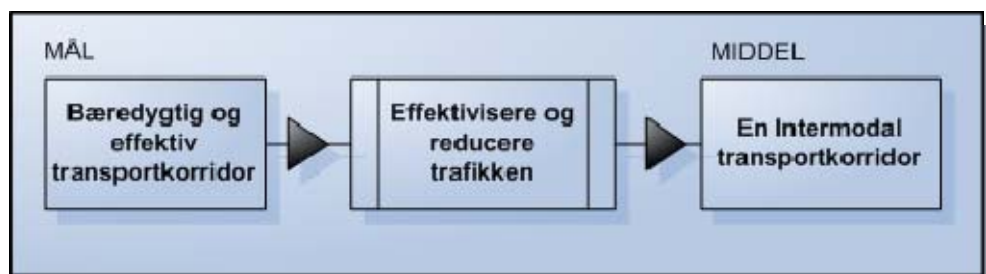 MÅL
Bæredygtig og
effektiv
transportkorridor
Effektivisere og
reducere
trafikken
MIDDEL
En Intermodal
transportkorridor